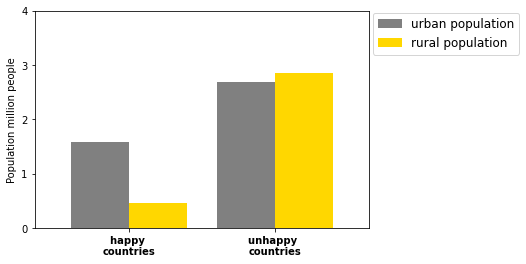 4
3
2
1
0
Population million people
happy
countries
unhappy
countries
urban population
rural population